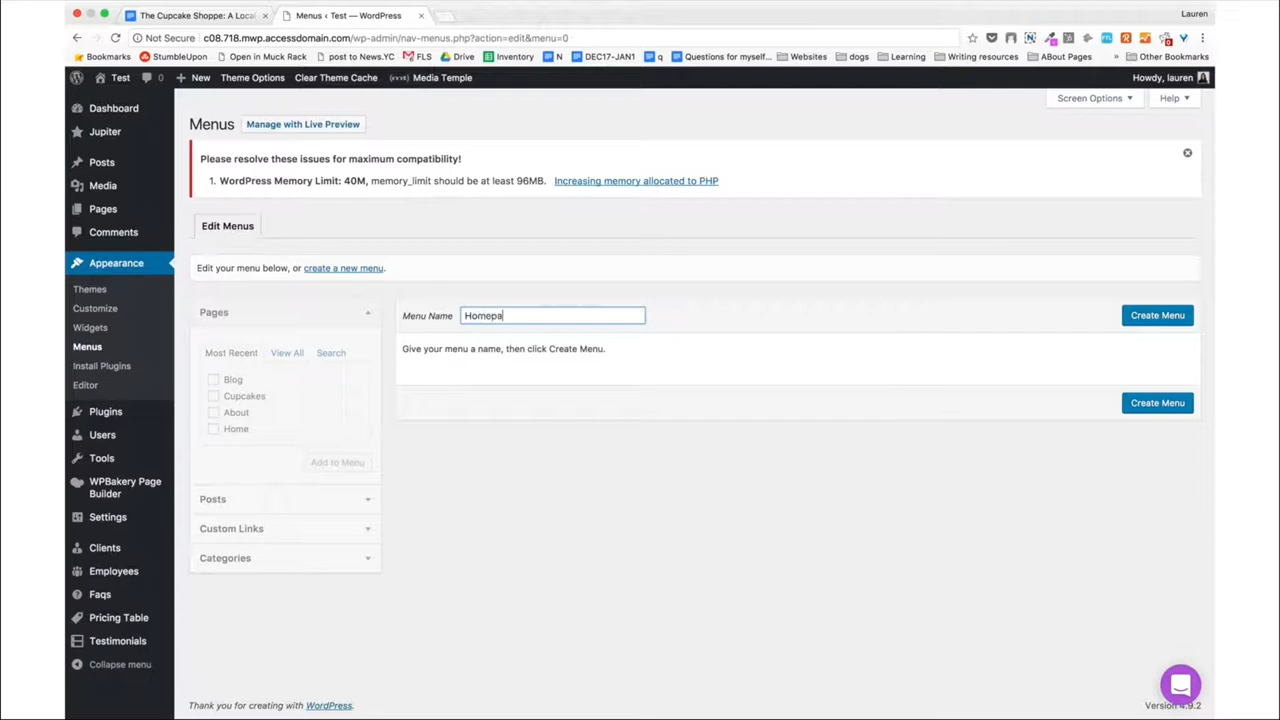 The Cupcake Shoppe: A Loca
Menus ‹ Test — WordPress
Lauren
Not Secure c08.718.mwp.accessdomain.com/wp-admin/nav-menus.php?action=edit&menu=0
Bookmarks StumbleUpon Open in Muck Rack post to News.YC FLS Drive Inventory N DEC17-JAN1 q Questions for myself... Websites dogs Learning Writing resources ABout Pages » Other Bookmarks
Test 0 + New Theme Options Clear Theme Cache (mt) Media Temple Howdy, lauren
Screen Options Help
Dashboard
Jupiter
Posts
Media
Pages
Comments
Appearance
Themes
Customize
Widgets
Menus
Install Plugins
Editor
Plugins
Users
Tools
WPBakery Page
Builder
Settings
Clients
Employees
Faqs
Pricing Table
Testimonials
Collapse menu
Menus Manage with Live Preview
Please resolve these issues for maximum compatibility!
1. WordPress Memory Limit: 40M, memory_limit should be at least 96MB. Increasing memory allocated to PHP
Edit Menus
Edit your menu below, or create a new menu.
Pages
Most Recent View All Search
Blog
Cupcakes
About
Home
Add to Menu
Posts
Custom Links
Categories
Menu Name Homepa Create Menu
Give your menu a name, then click Create Menu.
Create Menu
Thank you for creating with WordPress.
Version 4.9.2